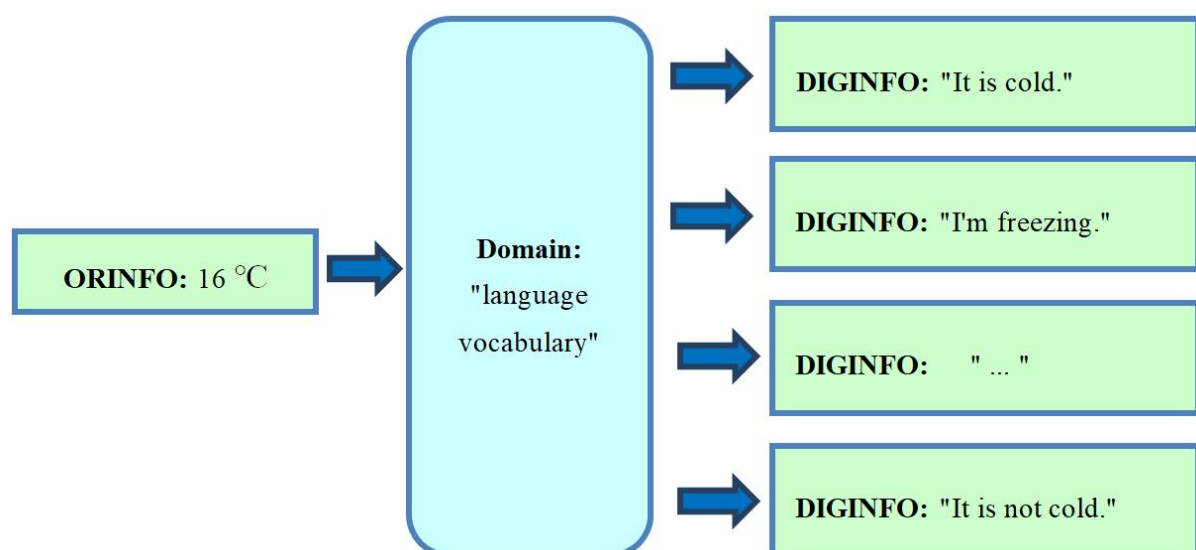 ORINFO: 16 °C
Domain:
"language
vocabulary"
DIGINFO: "It is cold."
DIGINFO: "I'm freezing."
DIGINFO: " ... "
DIGINFO: "It is not cold."